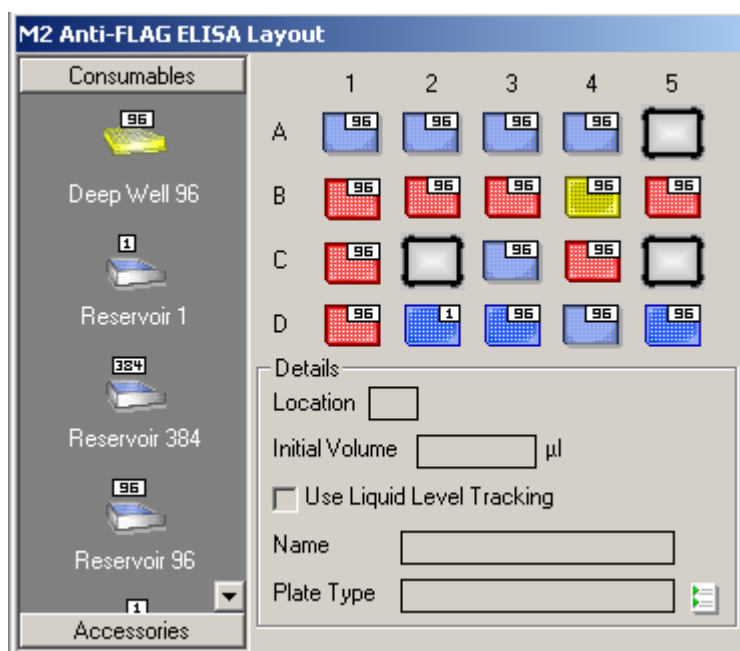 M2 Anti-FLAG ELISA Layout
Consumables
96
Deep Well 96
1
Reservoir 1
384
Reservoir 384
96
Reservoir 96
1
Accessories
1 2 3 4 5
A 96 96 96 96
B 96 96 96 96 96
C 96 96 96
D 96 1 96 96 96
Details
Location
Initial Volume µl
Use Liquid Level Tracking
Name
Plate Type